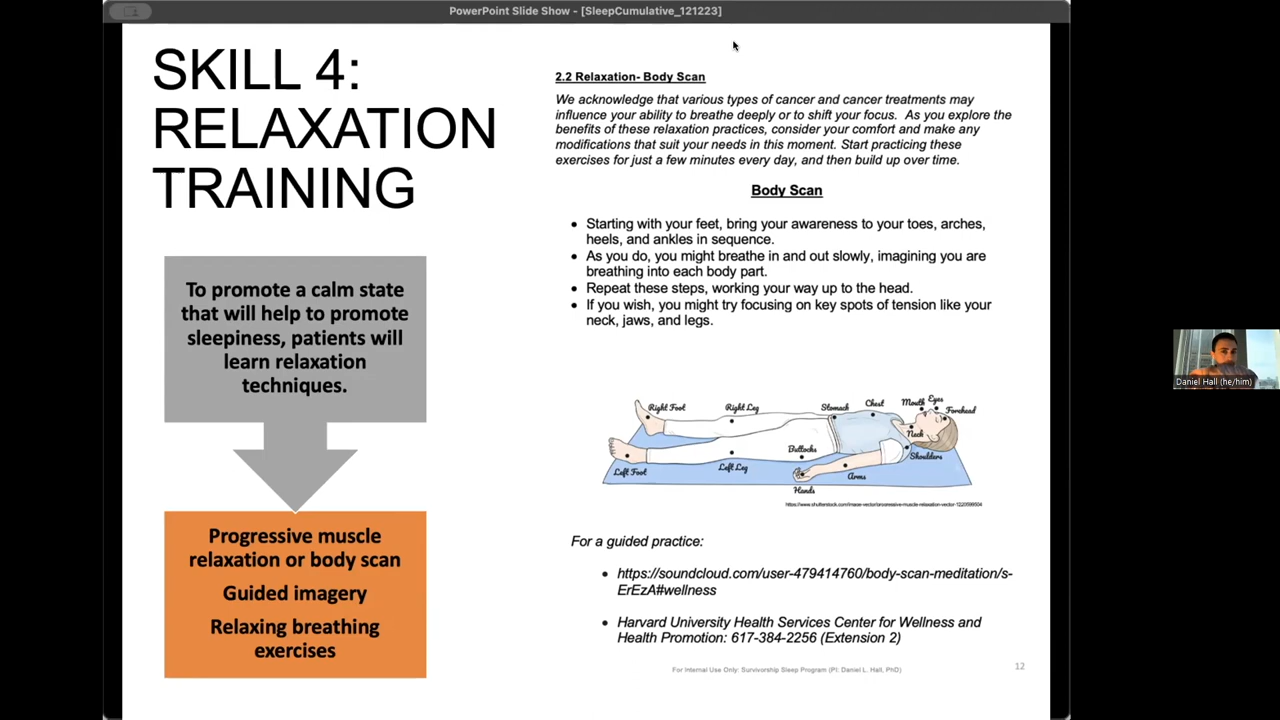 PowerPoint Slide Show - [SleepCumulative_121223]
SKILL 4:
RELAXATION
TRAINING
To promote a calm state
that will help to promote
sleepiness, patients will
learn relaxation
techniques.
Progressive muscle
relaxation or body scan
Guided imagery
Relaxing breathing
exercises
2.2 Relaxation- Body Scan
We acknowledge that various types of cancer and cancer treatments may
influence your ability to breathe deeply or to shift your focus. As you explore the
benefits of these relaxation practices, consider your comfort and make any
modifications that suit your needs in this moment. Start practicing these
exercises for just a few minutes every day, and then build up over time.
Body Scan
• Starting with your feet, bring your awareness to your toes, arches,
heels, and ankles in sequence.
• As you do, you might breathe in and out slowly, imagining you are
breathing into each body part.
• Repeat these steps, working your way up to the head.
• If you wish, you might try focusing on key spots of tension like your
neck, jaws, and legs.
Right Foot
Right Leg
Stomach
Chest
Mouth
Eyes
Forehead
Neck
Shoulders
Buttocks
Left Foot
Left Leg
Arms
Hands
For a guided practice:
• https://soundcloud.com/user-479414760/body-scan-meditation/s-
ErEzA#wellness
• Harvard University Health Services Center for Wellness and
Health Promotion: 617-384-2256 (Extension 2)
For Internal Use Only: Survivorship Sleep Program (PI: Daniel L. Hall, PhD)
12
Daniel Hall (he/him)